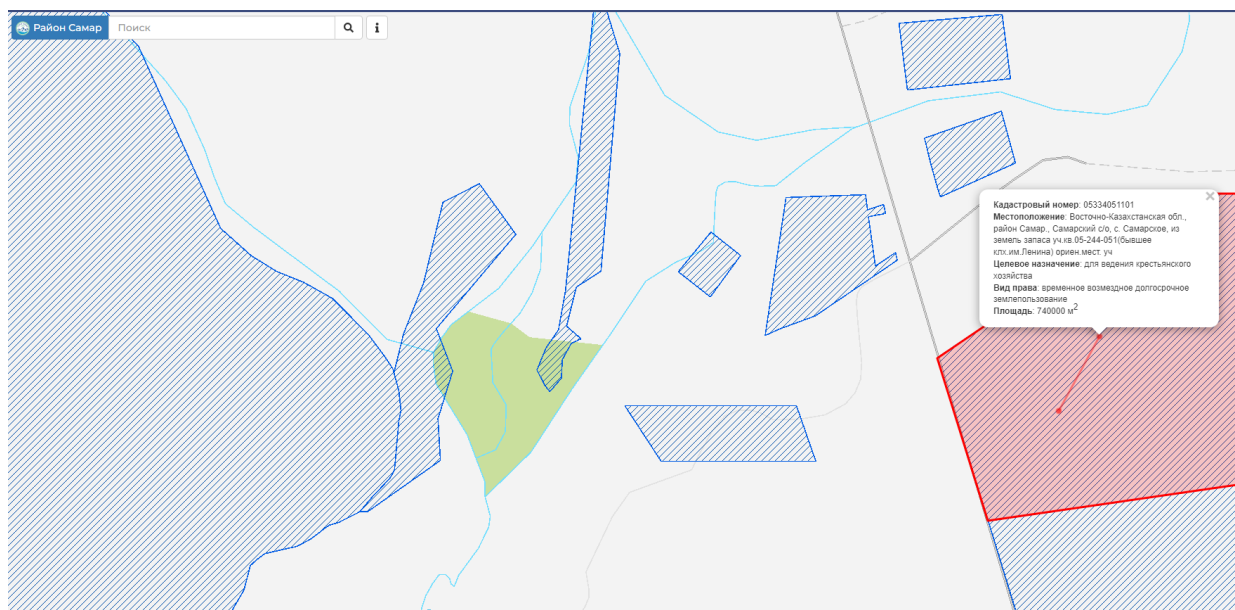 Район Самар Поиск
Кадастровый номер: 05334051101
Местоположение: Восточно-Казахстанская обл.,
район Самар., Самарский с/о, с. Самарское, из
земель запаса уч.кв.05-244-051(бывшее
клх.им.Ленина) ориен.мест. уч
Целевое назначение: для ведения крестьянского
хозяйства
Вид права: временное возмездное долгосрочное
землепользование
Площадь: 740000 м²